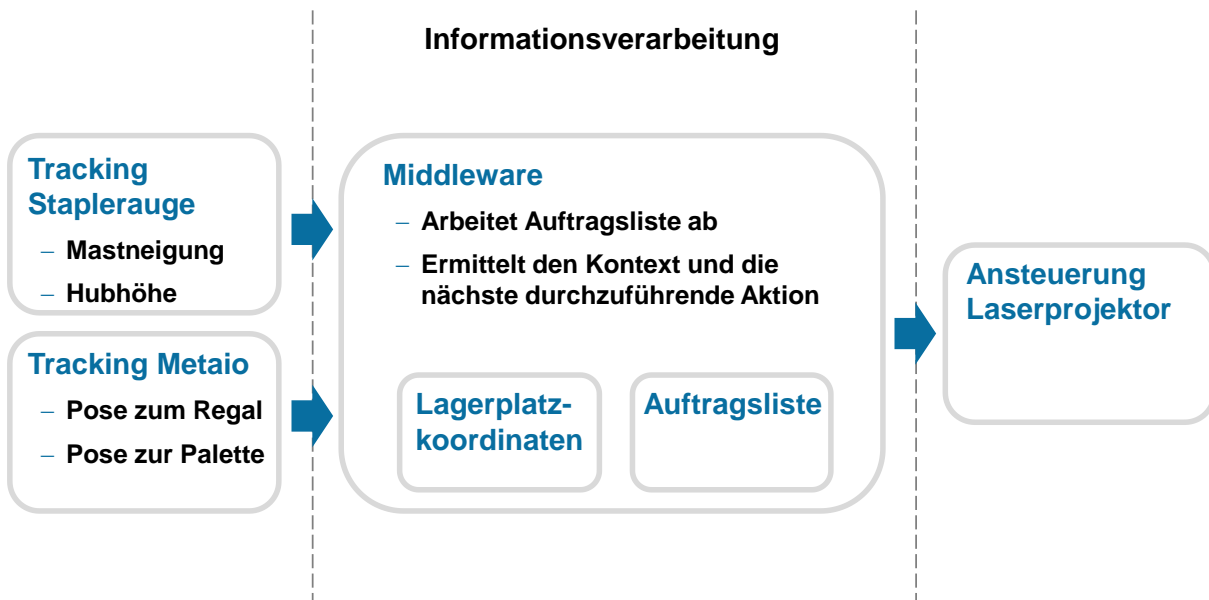 Informationsverarbeitung
Tracking
Staplerauge
– Mastneigung
– Hubhöhe
Tracking Metaio
– Pose zum Regal
– Pose zur Palette
Middleware
– Arbeitet Auftragsliste ab
– Ermittelt den Kontext und die
nächste durchzuführende Aktion
Lagerplatz-
koordinaten
Auftragsliste
Ansteuerung
Laserprojektor